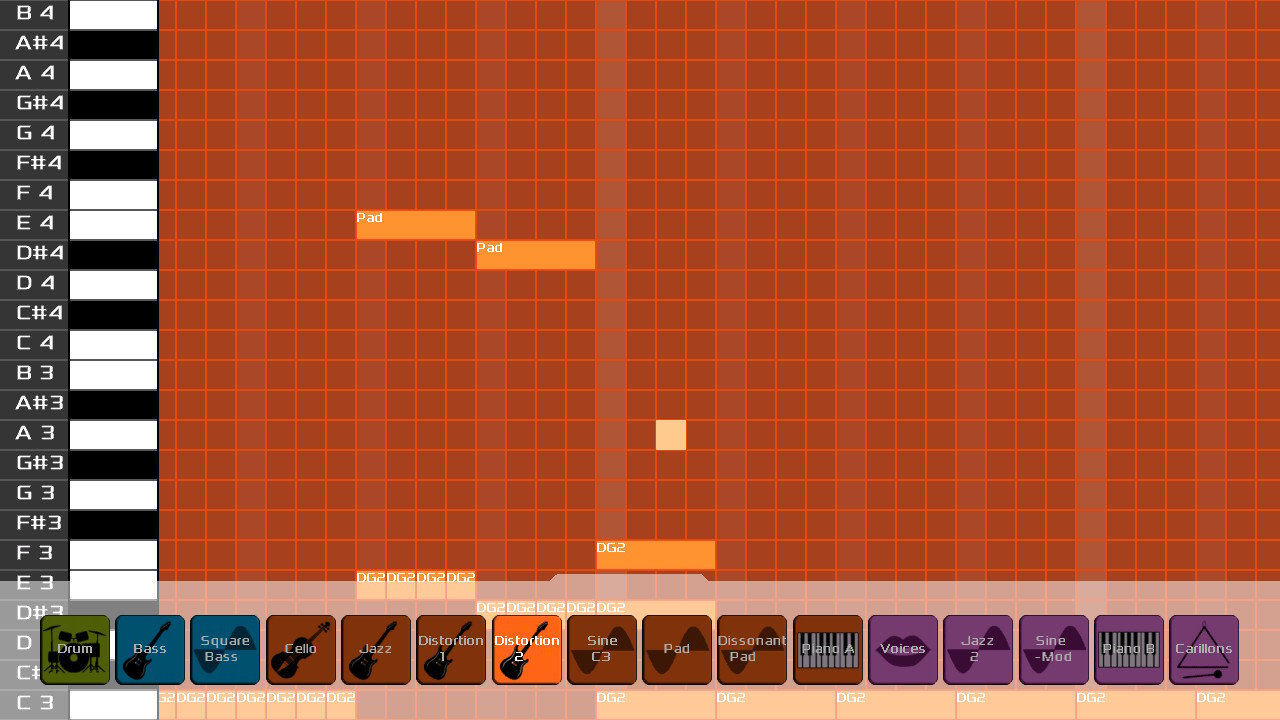 B 4
A#4
A 4
G#4
G 4
F#4
F 4
E 4
Pad
D#4
Pad
D 4
C#4
C 4
B 3
A#3
A 3
G#3
G 3
F#3
F 3
DG2
E 3
DG2 DG2 DG2 DG2
D#3
DG2 DG2 DG2 DG2 DG2
D
C#
Drum
Bass
Square Bass
Cello
Jazz
Distortion 1
Distortion 2
Sine C3
Pad
Dissonant Pad
Piano A
Voices
Jazz 2
Sine -Mod
Piano B
Carillons
C 3
G2 DG2 DG2 DG2 DG2 DG2 DG2
DG2
DG2
DG2
DG2
DG2
DG2